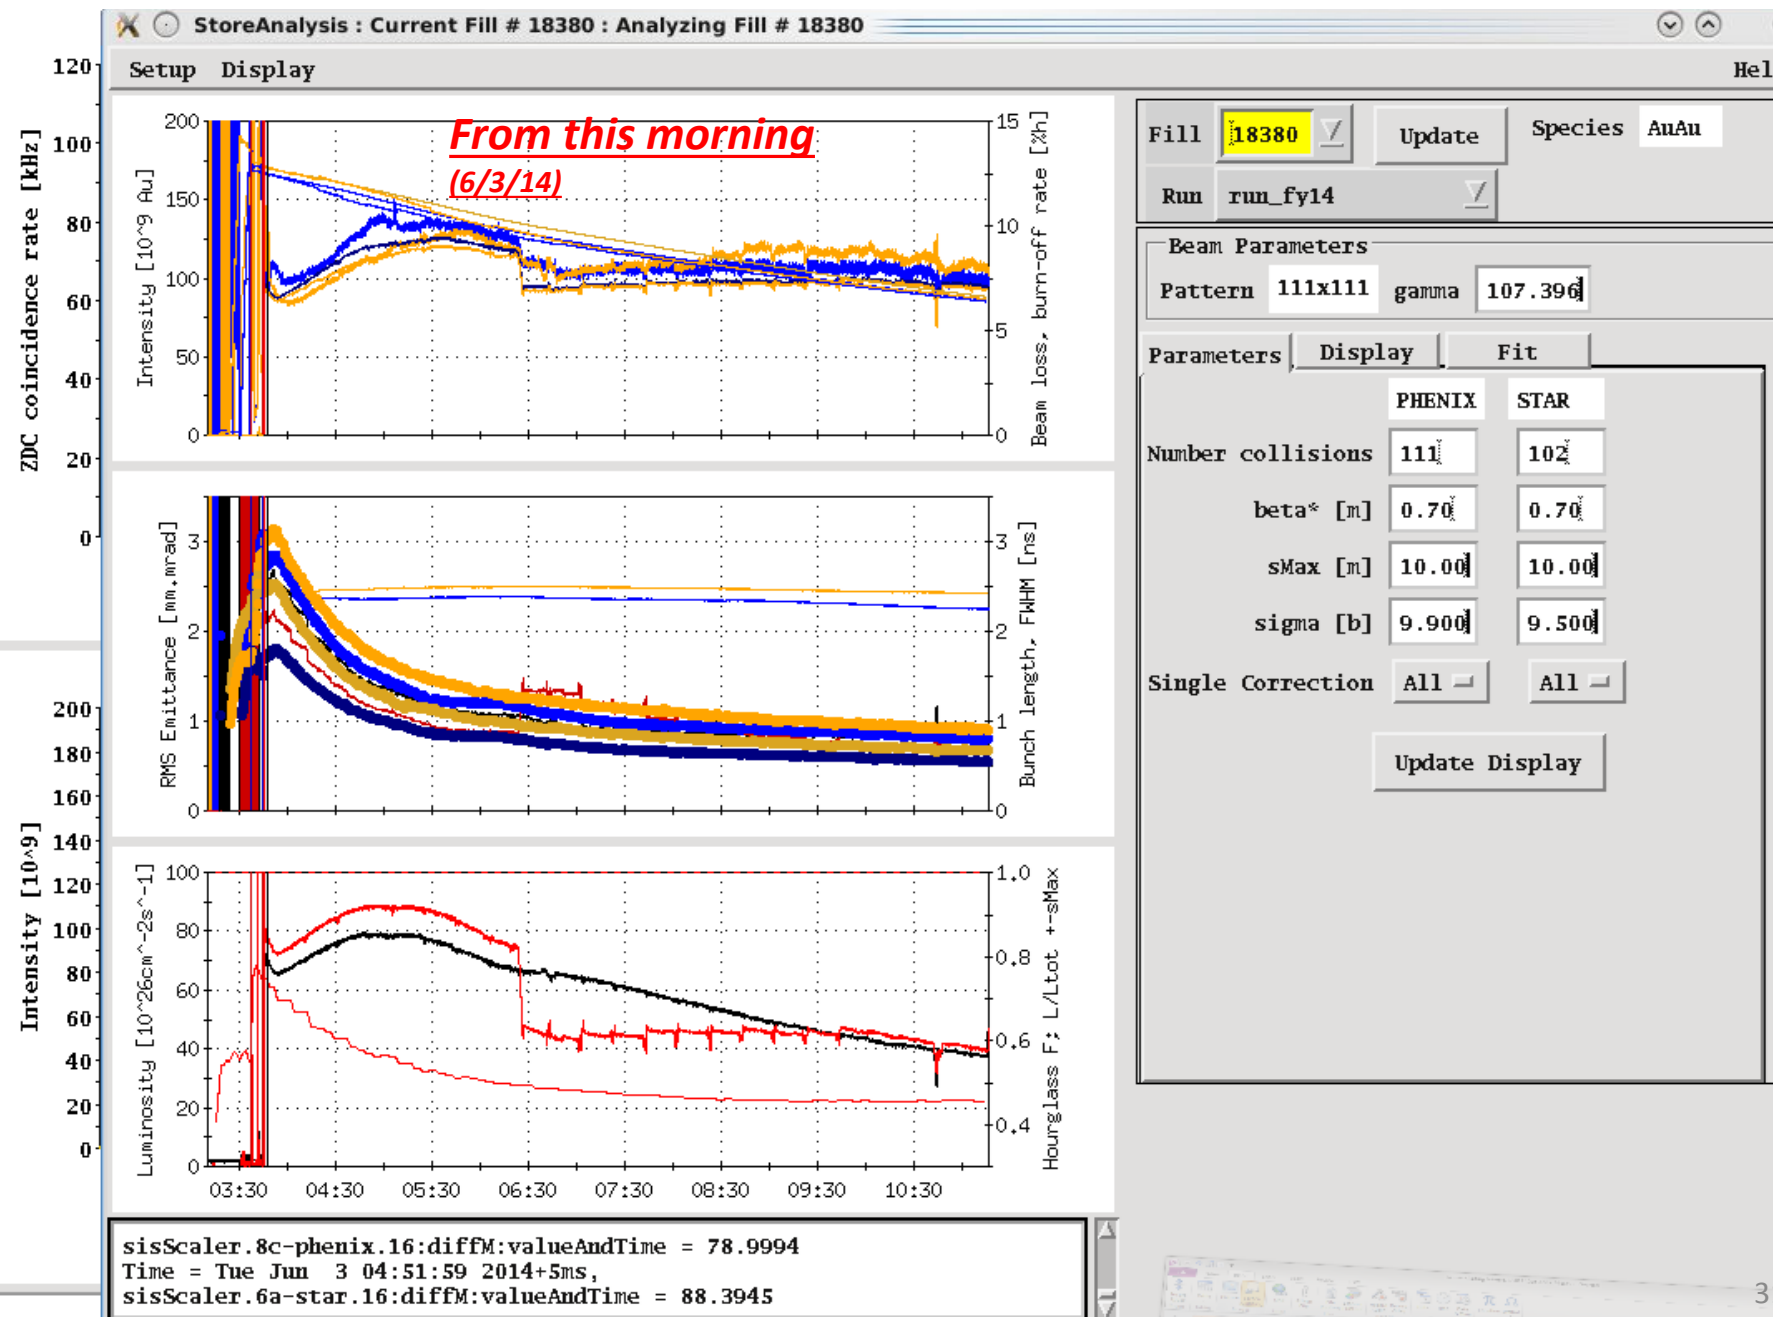 StoreAnalysis : Current Fill # 18380 : Analyzing Fill # 18380
Setup Display
Hel
ZDC coincidence rate [kHz]
120
100
80
60
40
20
0
Intensity [10^9]
200
180
160
140
120
100
80
60
40
20
0
From this morning
(6/3/14)
Intensity [10^9 Au]
200
150
100
50
0
15
10
5
0
Beam loss, burn-off rate [%h]
RMS Emittance [mm.mrad]
3
2
1
0
3
2
1
0
Bunch length, FWHM [ns]
Luminosity [10^26cm^-2s^-1]
100
80
60
40
20
0
1.0
0.8
0.6
0.4
Hourglass F; L/Ltot +-sMax
03:30 04:30 05:30 06:30 07:30 08:30 09:30 10:30
sisScaler.8c-phenix.16:diffM:valueAndTime = 78.9994
Time = Tue Jun 3 04:51:59 2014+5ms,
sisScaler.6a-star.16:diffM:valueAndTime = 88.3945
Fill 18380 Update Species AuAu
Run run_fy14
Beam Parameters
Pattern 111x111 gamma 107.396
Parameters Display Fit
PHENIX STAR
Number collisions 111 102
beta* [m] 0.70 0.70
sMax [m] 10.00 10.00
sigma [b] 9.900 9.500
Single Correction All All
Update Display
3